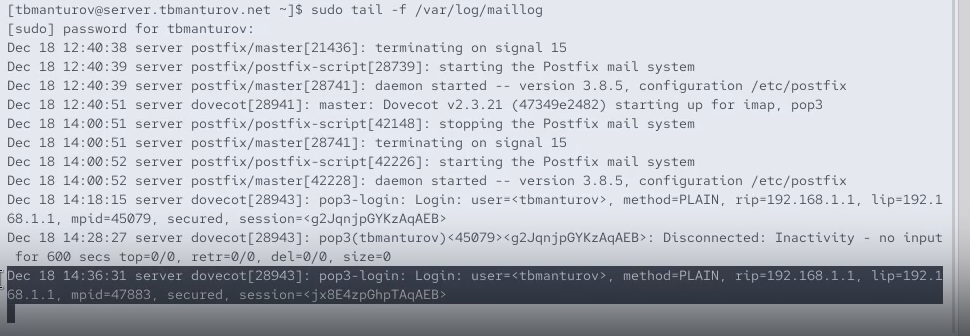 [tbmanturov@server.tbmanturov.net ~]$ sudo tail -f /var/log/maillog
[sudo] password for tbmanturov:
Dec 18 12:40:38 server postfix/master[21436]: terminating on signal 15
Dec 18 12:40:39 server postfix/postfix-script[28739]: starting the Postfix mail system
Dec 18 12:40:39 server postfix/master[28741]: daemon started -- version 3.8.5, configuration /etc/postfix
Dec 18 12:40:51 server dovecot[28941]: master: Dovecot v2.3.21 (47349e2482) starting up for imap, pop3
Dec 18 14:00:51 server postfix/postfix-script[42148]: stopping the Postfix mail system
Dec 18 14:00:51 server postfix/master[28741]: terminating on signal 15
Dec 18 14:00:52 server postfix/postfix-script[42226]: starting the Postfix mail system
Dec 18 14:00:52 server postfix/master[42228]: daemon started -- version 3.8.5, configuration /etc/postfix
Dec 18 14:18:15 server dovecot[28943]: pop3-login: Login: user=<tbmanturov>, method=PLAIN, rip=192.168.1.1, lip=192.1
68.1.1, mpid=45079, secured, session=<g2JqnjpGYKzAqAEB>
Dec 18 14:28:27 server dovecot[28943]: pop3(tbmanturov)<45079><g2JqnjpGYKzAqAEB>: Disconnected: Inactivity - no input
 for 600 secs top=0/0, retr=0/0, del=0/0, size=0
Dec 18 14:36:31 server dovecot[28943]: pop3-login: Login: user=<tbmanturov>, method=PLAIN, rip=192.168.1.1, lip=192.1
68.1.1, mpid=47883, secured, session=<jx8E4zpGhpTAqAEB>